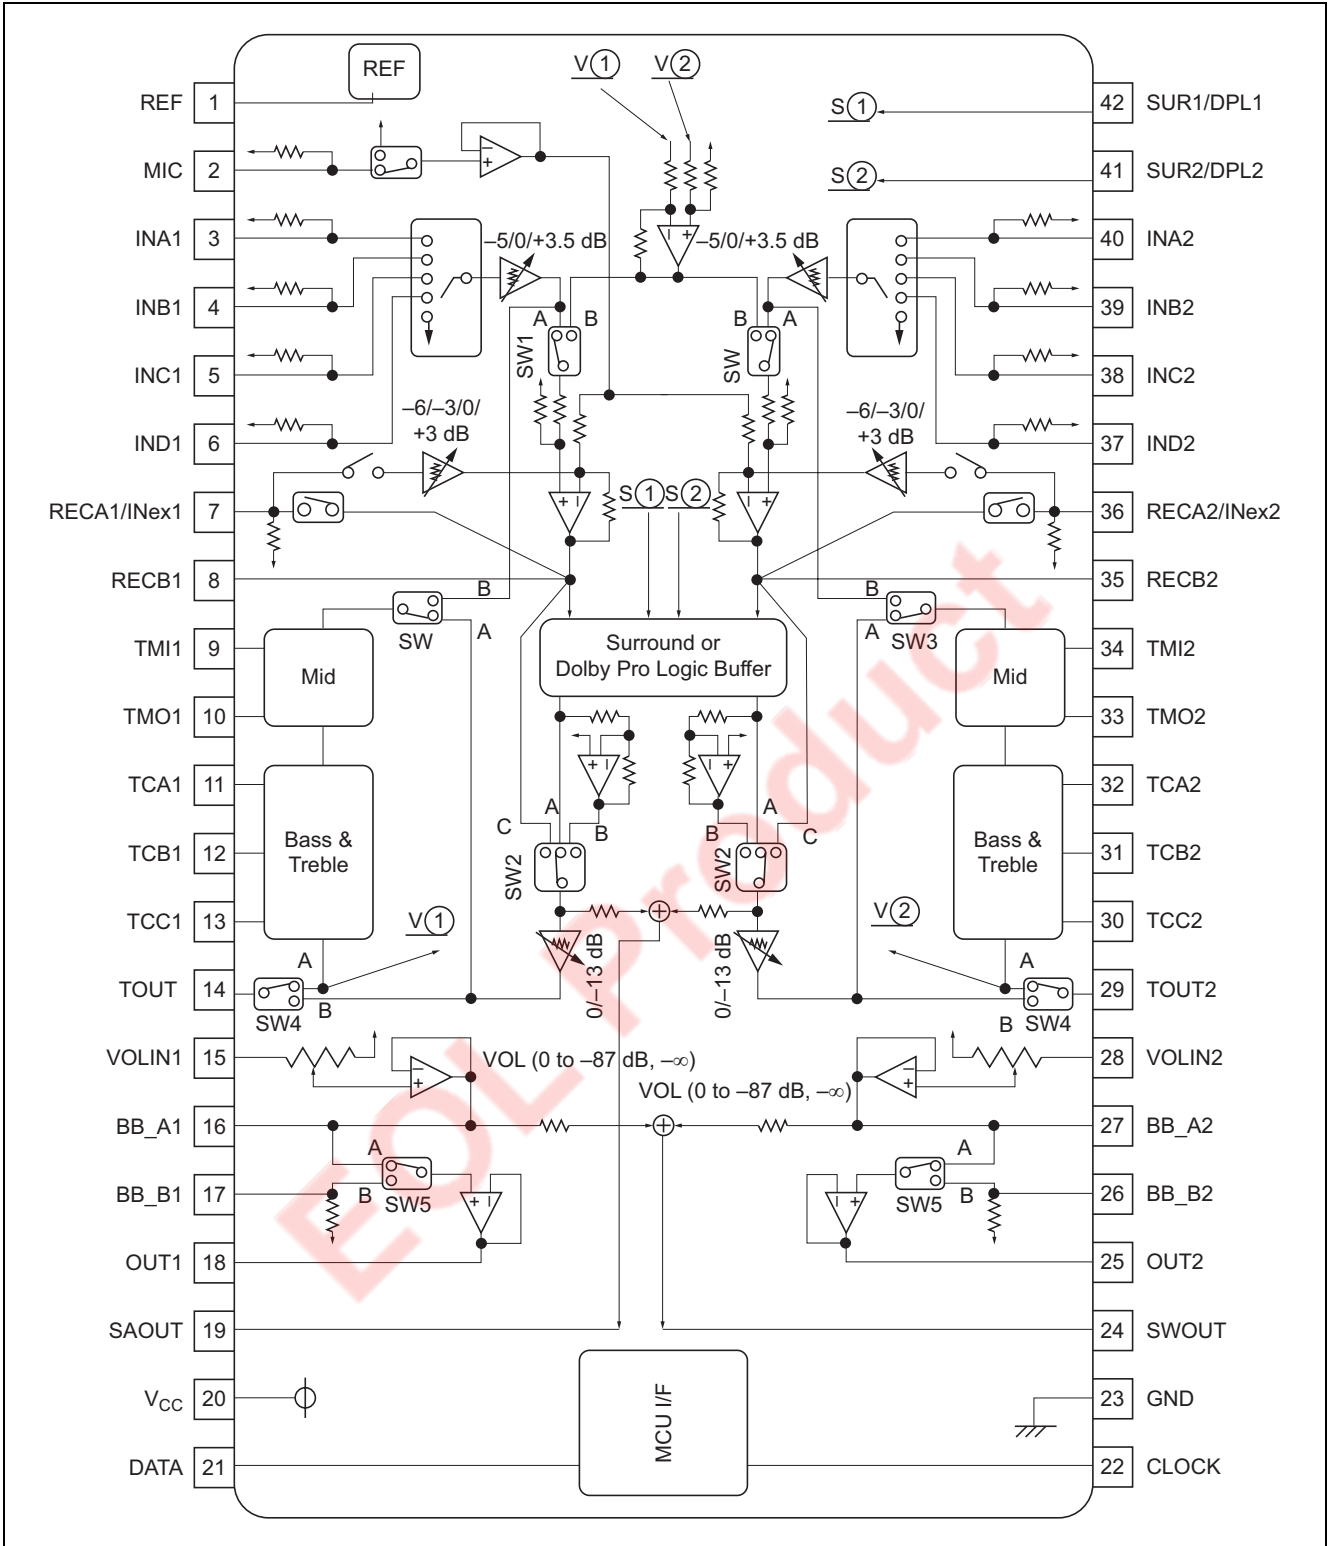 REF
V①
V②
REF 1
S①
42 SUR1/DPL1
MIC 2
− +
S②
41 SUR2/DPL2
INA1 3
–5/0/+3.5 dB
− +
–5/0/+3.5 dB
40 INA2
INB1 4
A B
B A
39 INB2
SW1
SW
INC1 5
38 INC2
–6/–3/0/
+3 dB
–6/–3/0/
+3 dB
IND1 6
37 IND2
RECA1/INex1 7
+ −
S① S②
− +
36 RECA2/INex2
RECB1 8
35 RECB2
B
A
SW
B
A
SW3
TMI1 9
Mid
Surround or
Dolby Pro Logic Buffer
Mid
34 TMI2
TMO1 10
33 TMO2
TCA1 11
+ −
− +
32 TCA2
C A B
B A C
TCB1 12
Bass &
Treble
SW2
SW2
Bass &
Treble
31 TCB2
TCC1 13
V①
+
V②
30 TCC2
0/–13 dB
0/–13 dB
A
A
TOUT 14
B
SW4
29 TOUT2
B
SW4
VOLIN1 15
− +
VOL (0 to –87 dB, –∞)
− +
28 VOLIN2
VOL (0 to –87 dB, –∞)
BB_A1 16
+
27 BB_A2
A
A
BB_B1 17
B
SW5
− +
− +
SW5
B
26 BB_B2
OUT1 18
25 OUT2
SAOUT 19
24 SWOUT
VCC 20
MCU I/F
23 GND
DATA 21
22 CLOCK
EOL Product